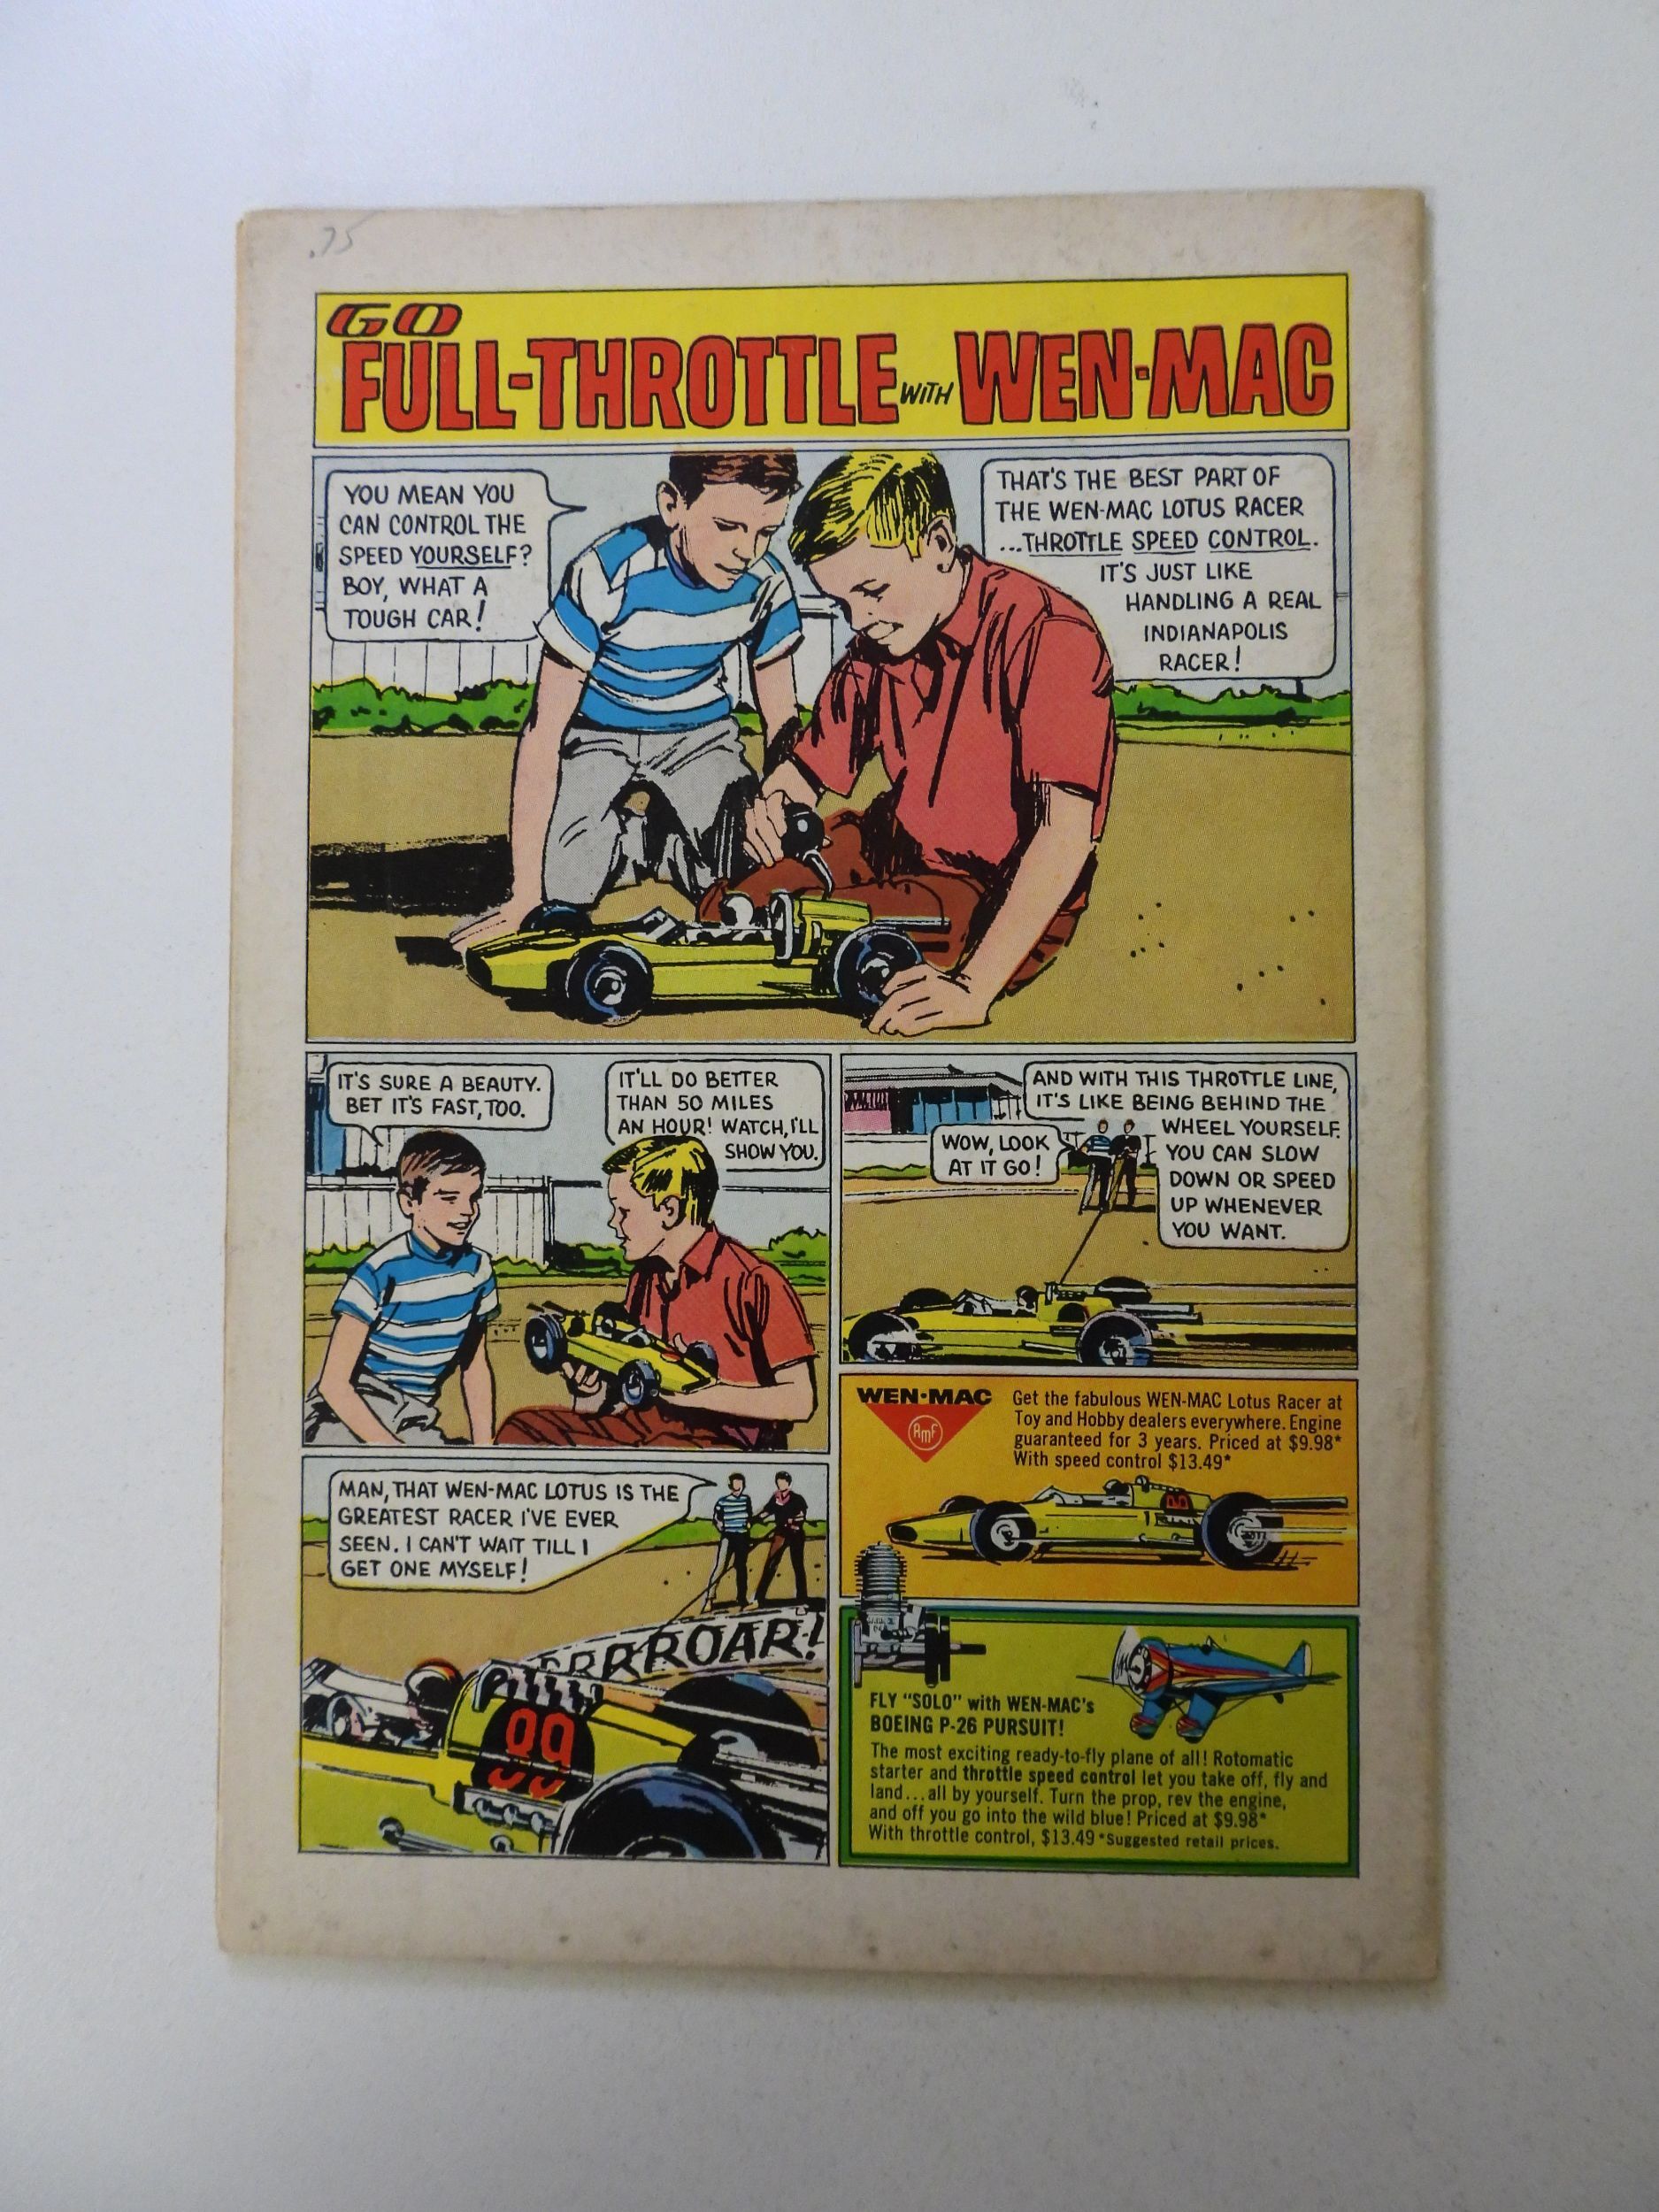 .75
GO
FULL-THROTTLE WITH WEN-MAC
YOU MEAN YOU
CAN CONTROL THE
SPEED YOURSELF?
BOY, WHAT A
TOUGH CAR!
THAT'S THE BEST PART OF
THE WEN-MAC LOTUS RACER
...THROTTLE SPEED CONTROL.
IT'S JUST LIKE
HANDLING A REAL
INDIANAPOLIS
RACER!
IT'S SURE A BEAUTY.
BET IT'S FAST, TOO.
IT'LL DO BETTER
THAN 50 MILES
AN HOUR! WATCH, I'LL
SHOW YOU.
AND WITH THIS THROTTLE LINE,
IT'S LIKE BEING BEHIND THE
WHEEL YOURSELF.
YOU CAN SLOW
DOWN OR SPEED
UP WHENEVER
YOU WANT.
WOW, LOOK
AT IT GO!
MAN, THAT WEN-MAC LOTUS IS THE
GREATEST RACER I'VE EVER
SEEN. I CAN'T WAIT TILL I
GET ONE MYSELF!
RRRROAR!
99
WEN-MAC
AMF
Get the fabulous WEN-MAC Lotus Racer at
Toy and Hobby dealers everywhere. Engine
guaranteed for 3 years. Priced at $9.98*
With speed control $13.49*
FLY "SOLO" with WEN-MAC's
BOEING P-26 PURSUIT!
The most exciting ready-to-fly plane of all! Rotomatic
starter and throttle speed control let you take off, fly and
land...all by yourself. Turn the prop, rev the engine,
and off you go into the wild blue! Priced at $9.98*
With throttle control, $13.49 *Suggested retail prices.